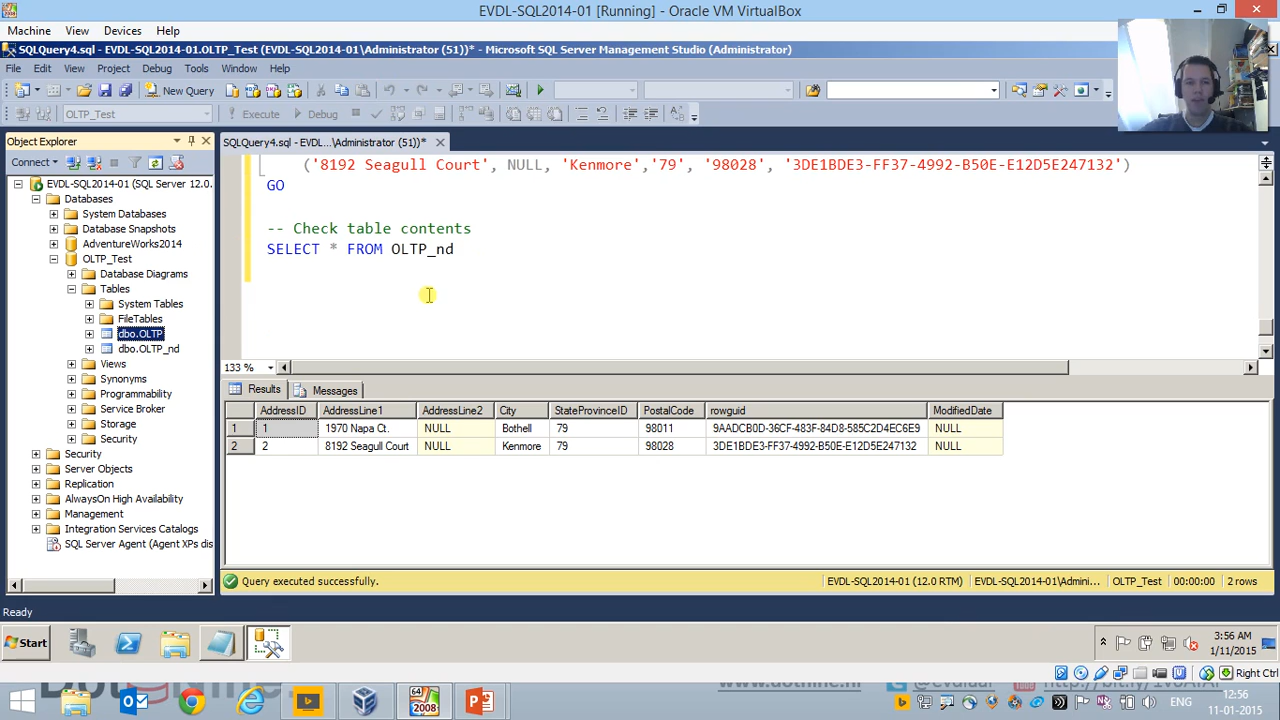 EVDL-SQL2014-01 [Running] - Oracle VM VirtualBox
Machine View Devices Help
SQLQuery4.sql - EVDL-SQL2014-01.OLTP_Test (EVDL-SQL2014-01\Administrator (51))* - Microsoft SQL Server Management Studio (Administrator)
File Edit View Project Debug Tools Window Help
New Query
OLTP_Test Execute Debug
Object Explorer
SQLQuery4.sql - EV...\Administrator (51))*
Connect
EVDL-SQL2014-01 (SQL Server 12.0.
Databases
System Databases
Database Snapshots
AdventureWorks2014
OLTP_Test
Database Diagrams
Tables
System Tables
FileTables
dbo.OLTP
dbo.OLTP_nd
Views
Synonyms
Programmability
Service Broker
Storage
Security
Security
Server Objects
Replication
AlwaysOn High Availability
Management
Integration Services Catalogs
SQL Server Agent (Agent XPs dis
('8192 Seagull Court', NULL, 'Kenmore','79', '98028', '3DE1BDE3-FF37-4992-B50E-E12D5E247132')
GO
-- Check table contents
SELECT * FROM OLTP_nd
133 %
Results Messages
AddressID AddressLine1 AddressLine2 City StateProvinceID PostalCode rowguid ModifiedDate
1 1 1970 Napa Ct. NULL Bothell 79 98011 9AADCB0D-36CF-483F-84D8-585C2D4EC6E9 NULL
2 2 8192 Seagull Court NULL Kenmore 79 98028 3DE1BDE3-FF37-4992-B50E-E12D5E247132 NULL
Query executed successfully. EVDL-SQL2014-01 (12.0 RTM) EVDL-SQL2014-01\Admini... OLTP_Test 00:00:00 2 rows
Ready
Start
3:56 AM
1/11/2015
Right Ctrl
64
2008
ENG
12:56
11-01-2015